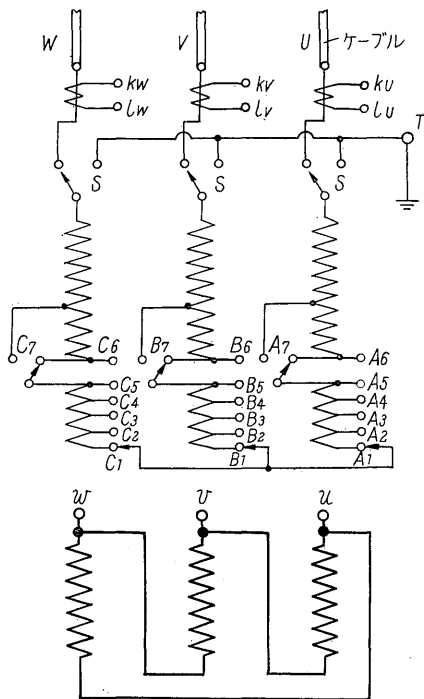 W V U ケーブル
kw kv ku
lw lv lu
T
S S S
C7 C6 B7 B6 A7 A6
C5 B5 A5
C4 B4 A4
C3 B3 A3
C2 B2 A2
C1 B1 A1
w v u